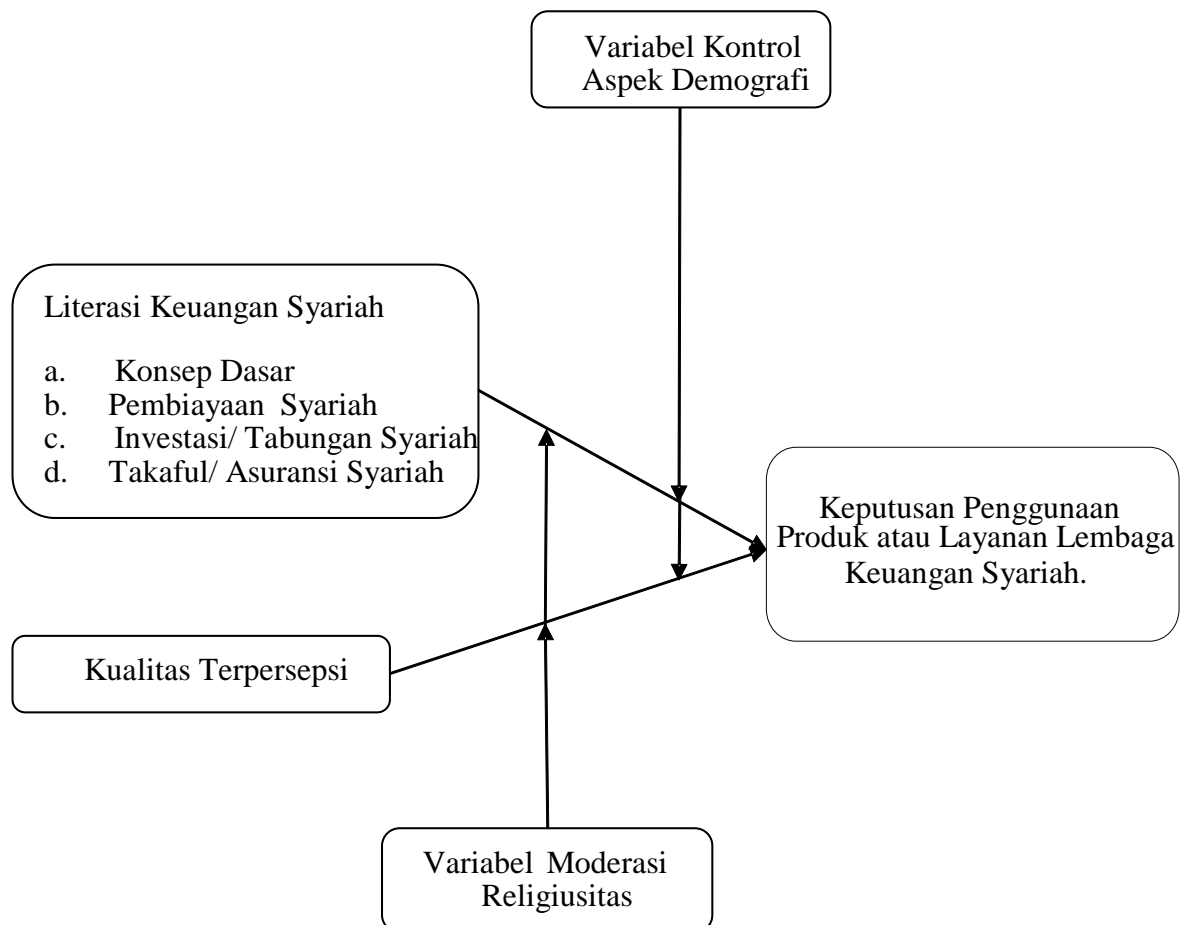 Variabel Kontrol
Aspek Demografi
Literasi Keuangan Syariah
a. Konsep Dasar
b. Pembiayaan Syariah
c. Investasi/ Tabungan Syariah
d. Takaful/ Asuransi Syariah
Keputusan Penggunaan
Produk atau Layanan Lembaga
Keuangan Syariah.
Kualitas Terpersepsi
Variabel Moderasi
Religiusitas